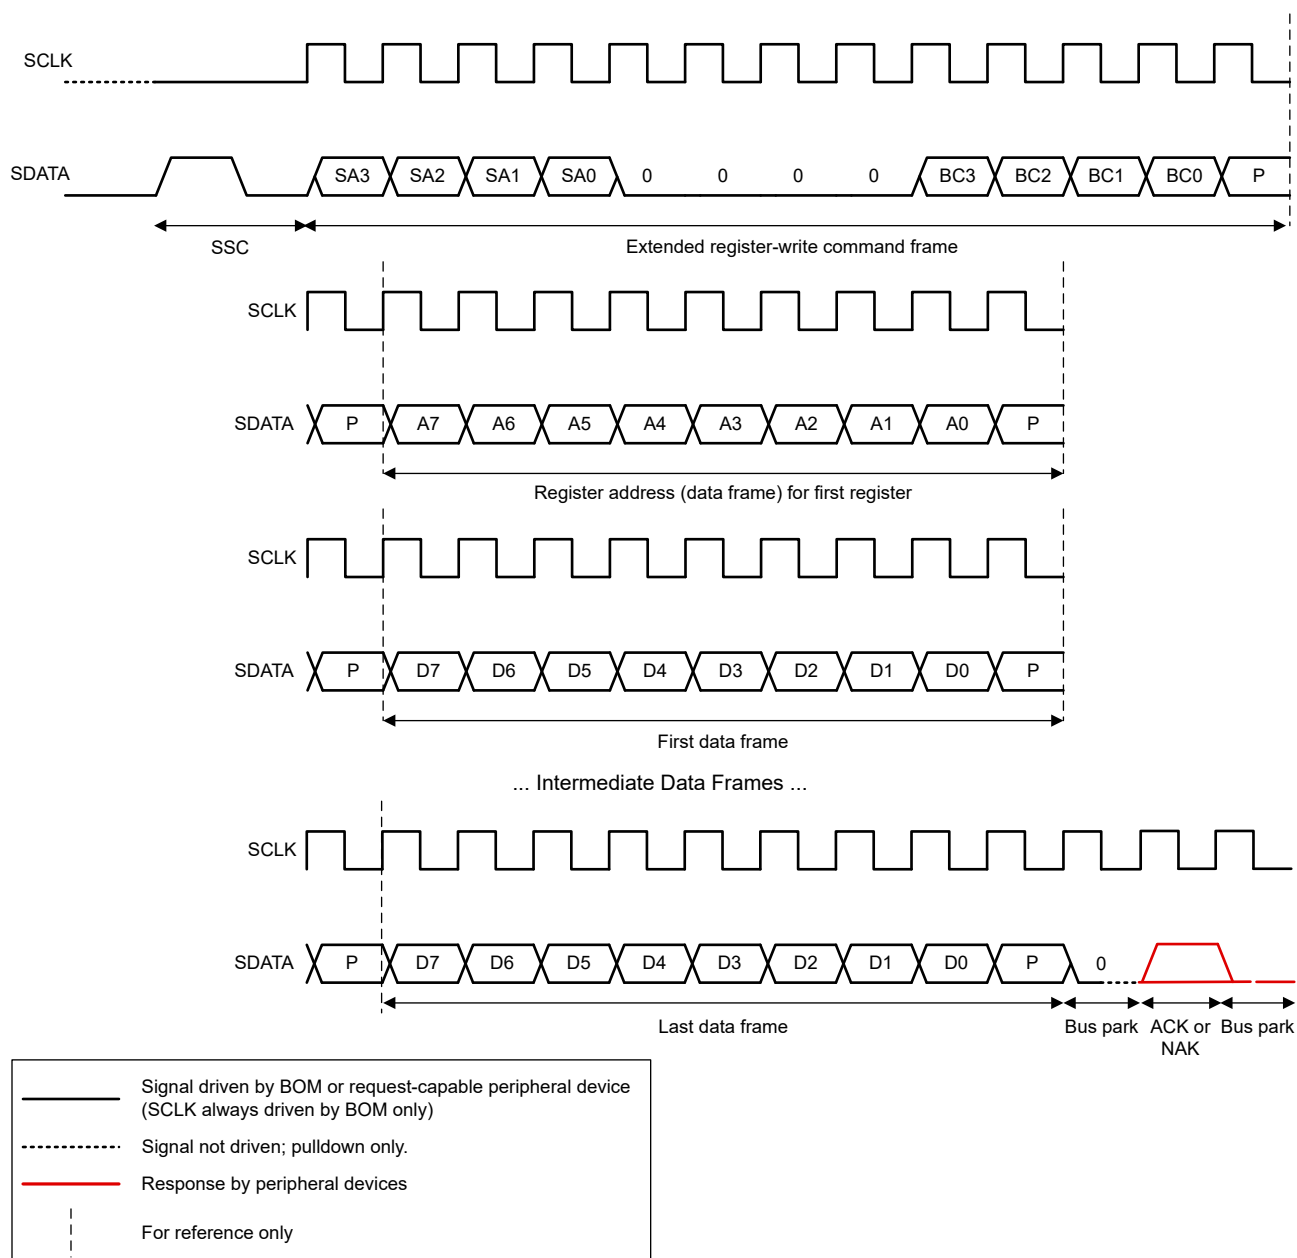 SCLK
SDATA SA3 SA2 SA1 SA0 0 0 0 0 BC3 BC2 BC1 BC0 P
SSC Extended register-write command frame
SCLK
SDATA P A7 A6 A5 A4 A3 A2 A1 A0 P
Register address (data frame) for first register
SCLK
SDATA P D7 D6 D5 D4 D3 D2 D1 D0 P
First data frame
... Intermediate Data Frames ...
SCLK
SDATA P D7 D6 D5 D4 D3 D2 D1 D0 P 0
Last data frame Bus park ACK or Bus park
NAK
Signal driven by BOM or request-capable peripheral device
(SCLK always driven by BOM only)
Signal not driven; pulldown only.
Response by peripheral devices
For reference only